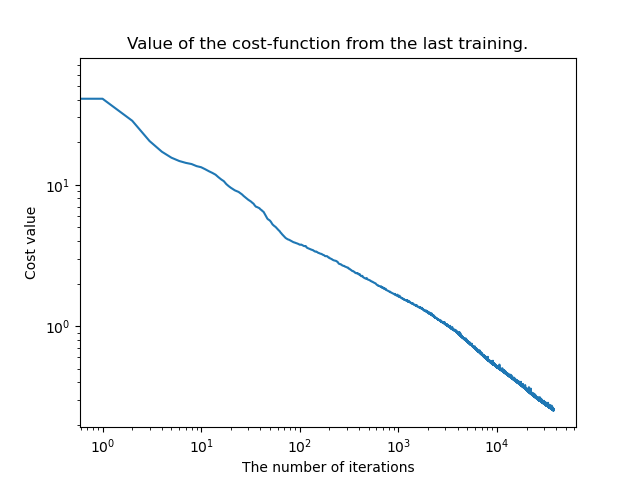 Value of the cost-function from the last training.
Cost value
10¹
10⁰
10⁰ 10¹ 10² 10³ 10⁴
The number of iterations